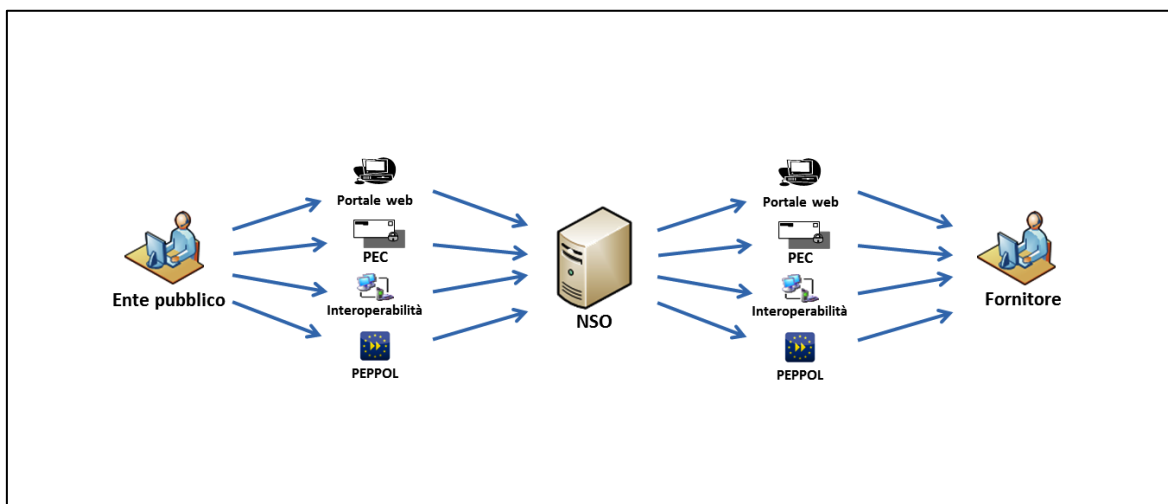 Portale web
PEC
Interoperabilità
PEPPOL
Ente pubblico
NSO
Portale web
PEC
Interoperabilità
PEPPOL
Fornitore